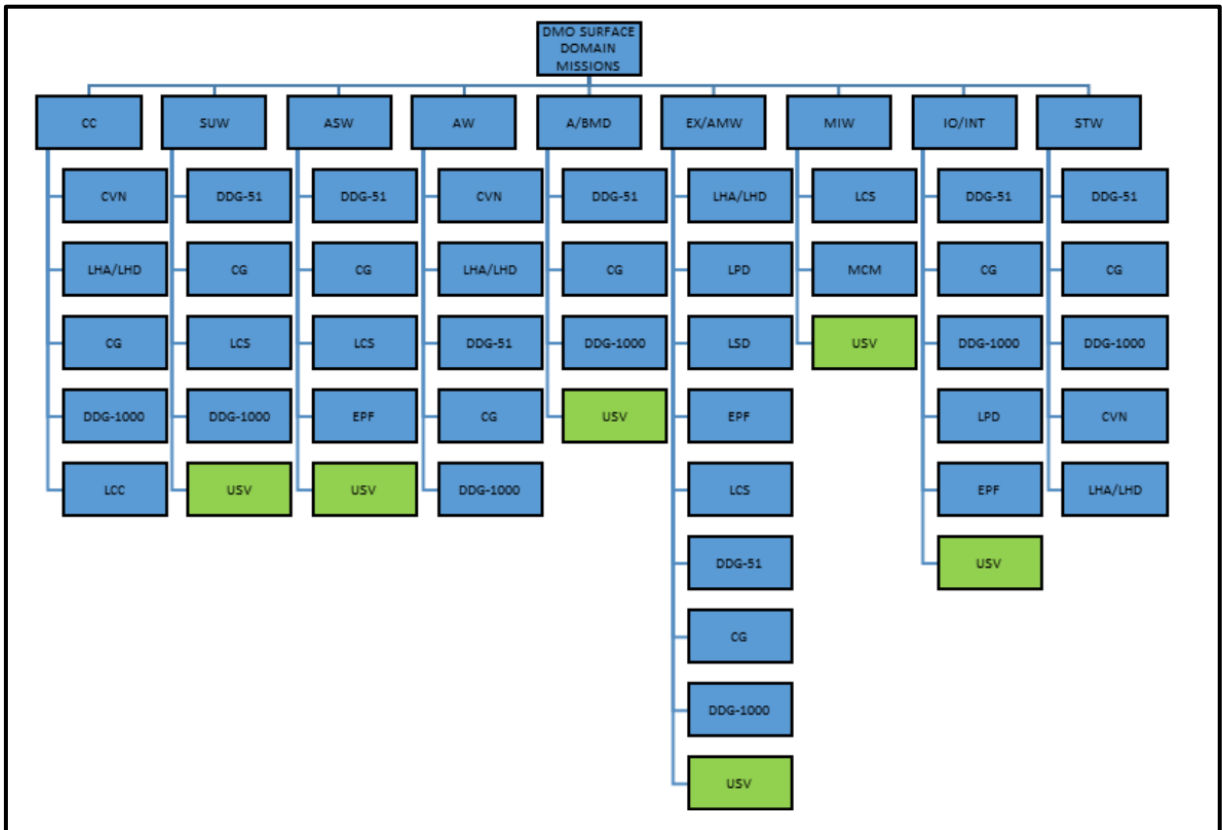 DMO SURFACE
DOMAIN
MISSIONS
CC
SUW
ASW
AW
A/BMD
EX/AMW
MIW
IO/INT
STW
CVN
LHA/LHD
CG
DDG-1000
LCC
DDG-51
CG
LCS
DDG-1000
USV
DDG-51
CG
LCS
EPF
USV
CVN
LHA/LHD
DDG-51
CG
DDG-1000
DDG-51
CG
DDG-1000
USV
LHA/LHD
LPD
LSD
EPF
LCS
DDG-51
CG
DDG-1000
USV
LCS
MCM
USV
DDG-51
CG
DDG-1000
LPD
EPF
USV
DDG-51
CG
DDG-1000
CVN
LHA/LHD